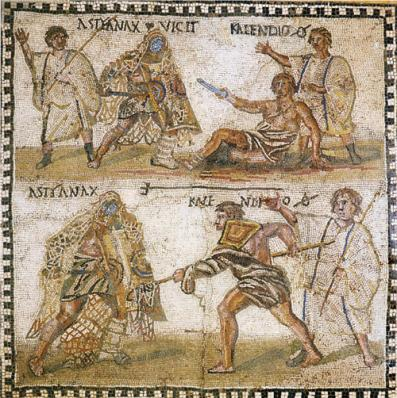 ASTYANAX VICIT KALENDIO Ø
ASTYANAX KALENDIO Ø